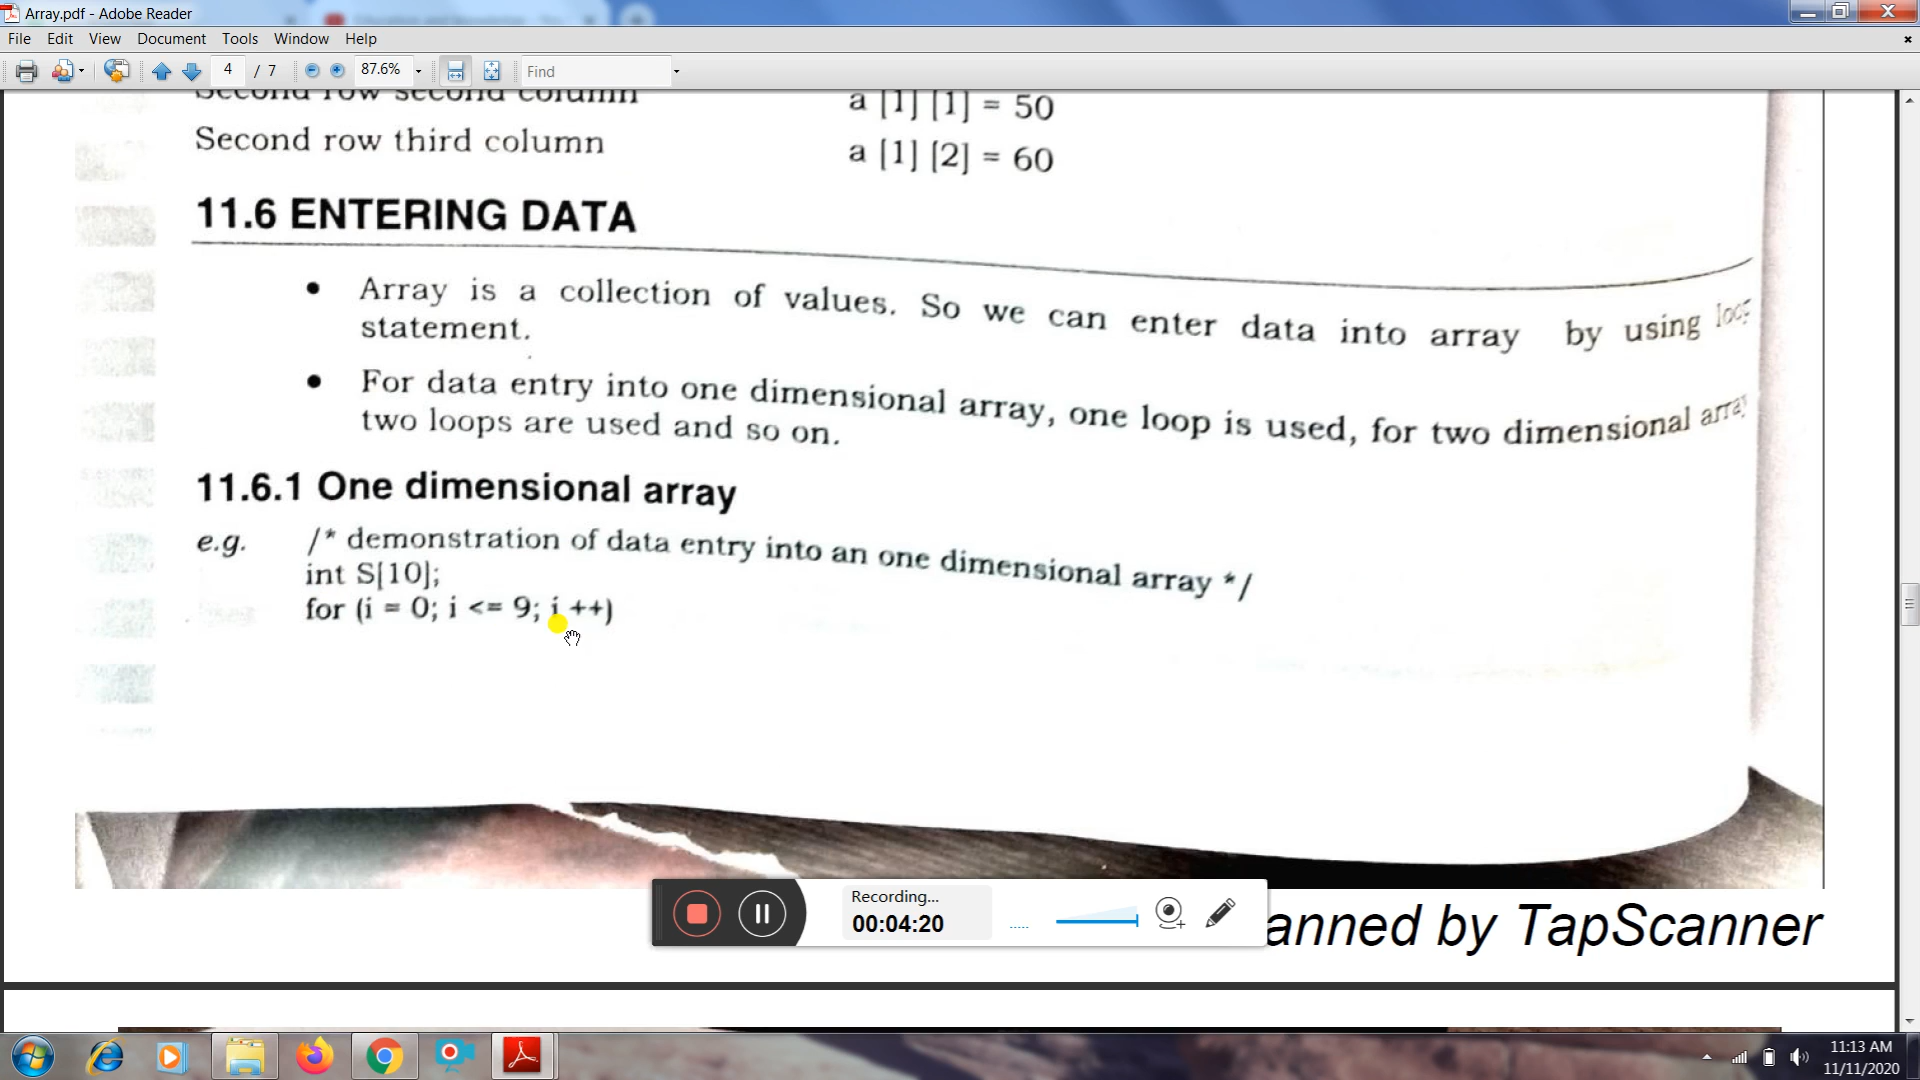 Array.pdf - Adobe Reader
File Edit View Document Tools Window Help
4 / 7 87.6% Find
Second row second column a [1] [1] = 50
Second row third column a [1] [2] = 60
11.6 ENTERING DATA
• Array is a collection of values. So we can enter data into array by using
statement.
• For data entry into one dimensional array, one loop is used, for two dimensional array
two loops are used and so on.
11.6.1 One dimensional array
e.g. /* demonstration of data entry into an one dimensional array */
int S[10];
for (i = 0; i <= 9; i ++)
Recording...
00:04:20
anned by TapScanner
11:13 AM
11/11/2020